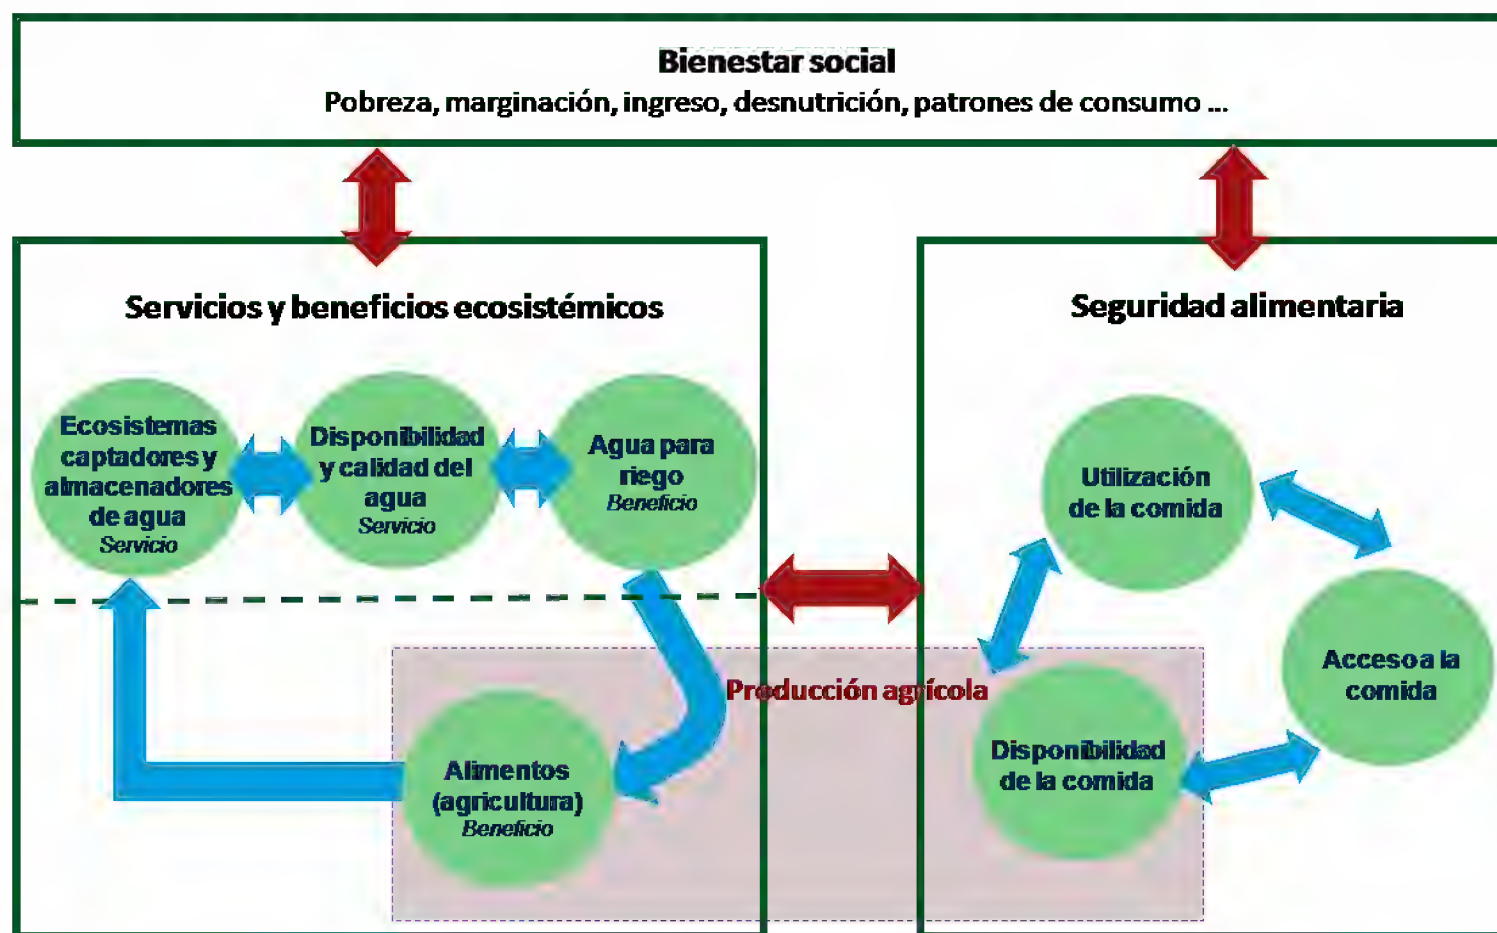 Bienestar social
Pobreza, marginación, ingreso, desnutrición, patrones de consumo ...
Servicios y beneficios ecosistémicos
Ecosistemas
captadores y
almacenadores
de agua
Servicio
Disponibilidad
y calidad del
agua
Servicio
Agua para
riego
Beneficio
Alimentos
(agricultura)
Beneficio
Producción agrícola
Seguridad alimentaria
Utilización
de la comida
Acceso a la
comida
Disponibilidad
de la comida